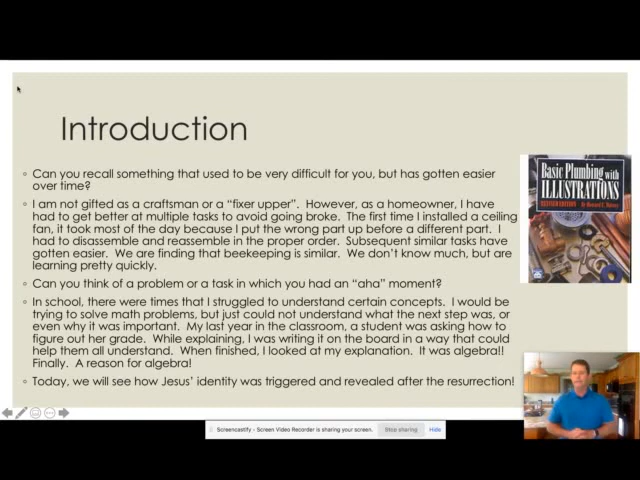 Introduction
Can you recall something that used to be very difficult for you, but has gotten easier
over time?
I am not gifted as a craftsman or a “fixer upper”. However, as a homeowner, I have
had to get better at multiple tasks to avoid going broke. The first time I installed a ceiling
fan, it took most of the day because I put the wrong part up before a different part. I
had to disassemble and reassemble in the proper order. Subsequent similar tasks have
gotten easier. We are finding that beekeeping is similar. We don’t know much, but are
learning pretty quickly.
Can you think of a problem or a task in which you had an “aha” moment?
In school, there were times that I struggled to understand certain concepts. I would be
trying to solve math problems, but just could not understand what the next step was, or
even why it was important. My last year in the classroom, a student was asking how to
figure out her grade. While explaining, I was writing it on the board in a way that could
help them all understand. When finished, I looked at my explanation. It was algebra!!
Finally. A reason for algebra!
Today, we will see how Jesus’ identity was triggered and revealed after the resurrection!
Basic Plumbing with
ILLUSTRATIONS
REVISED EDITION
Screencastify - Screen Video Recorder is sharing your screen.
Stop sharing
Hide